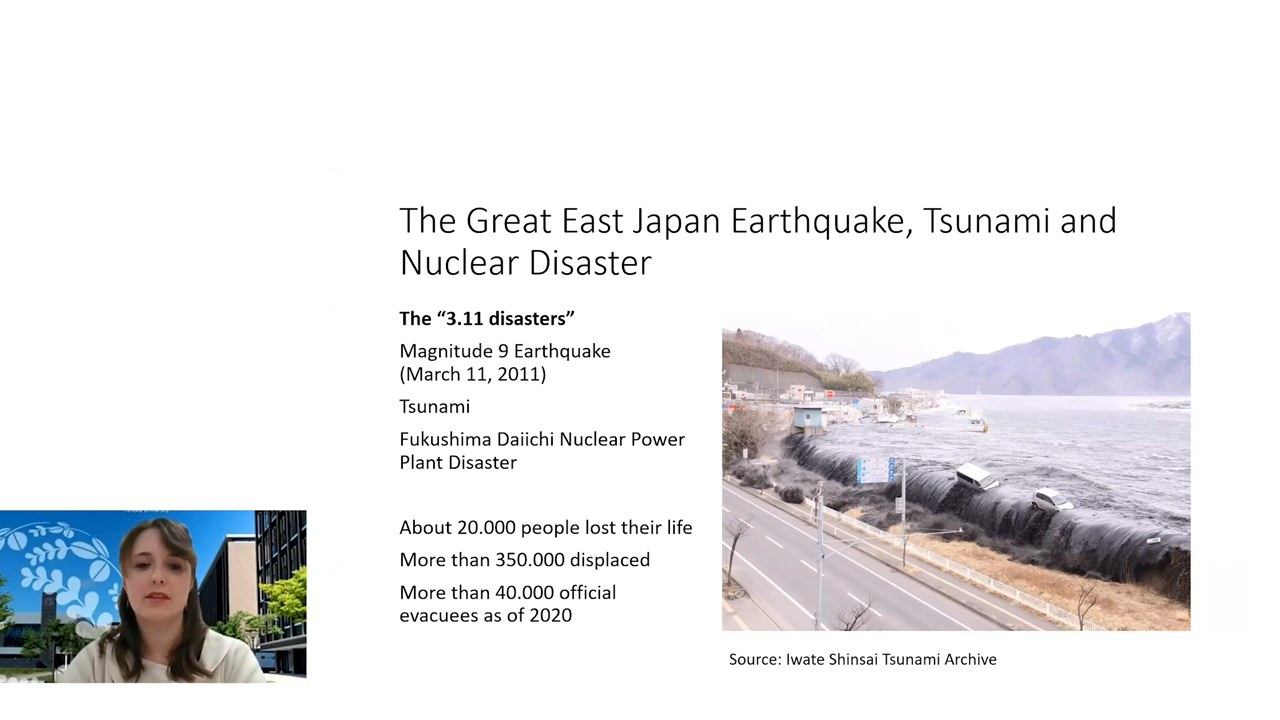 The Great East Japan Earthquake, Tsunami and
Nuclear Disaster
The “3.11 disasters”
Magnitude 9 Earthquake
(March 11, 2011)
Tsunami
Fukushima Daiichi Nuclear Power
Plant Disaster
About 20.000 people lost their life
More than 350.000 displaced
More than 40.000 official
evacuees as of 2020
Source: Iwate Shinsai Tsunami Archive